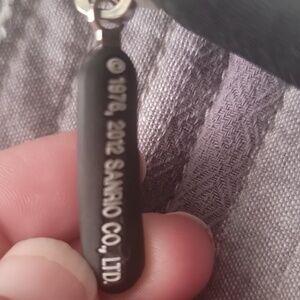 © 1976, 2012 SANRIO CO., LTD.